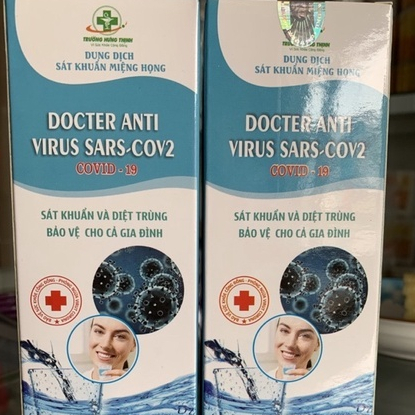 TRƯỜNG HƯNG THỊNH
DUNG DỊCH
SÁT KHUẨN MIỆNG HỌNG
DOCTER ANTI
VIRUS SARS-COV2
COVID - 19
SÁT KHUẨN VÀ DIỆT TRÙNG
BẢO VỆ CHO CẢ GIA ĐÌNH
DUNG DỊCH
SÁT KHUẨN MIỆNG HỌNG
DOCTER ANTI
VIRUS SARS-COV2
COVID - 19
SÁT KHUẨN VÀ DIỆT TRÙNG
BẢO VỆ CHO CẢ GIA ĐÌNH